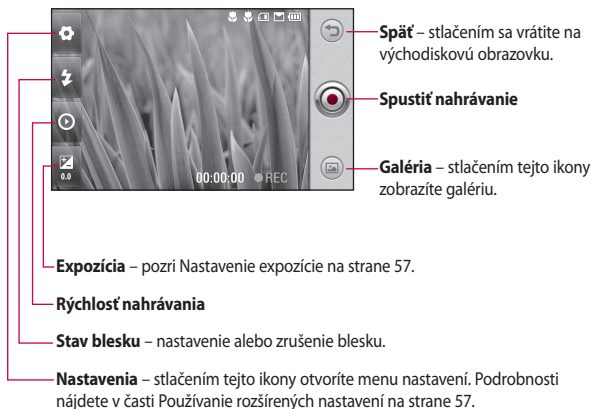 0.0
00:00:00 REC
Späť – stlačením sa vrátite na
východiskovú obrazovku.
Spustiť nahrávanie
Galéria – stlačením tejto ikony
zobrazíte galériu.
Expozícia – pozri Nastavenie expozície na strane 57.
Rýchlosť nahrávania
Stav blesku – nastavenie alebo zrušenie blesku.
Nastavenia – stlačením tejto ikony otvoríte menu nastavení. Podrobnosti
nájdete v časti Používanie rozšírených nastavení na strane 57.